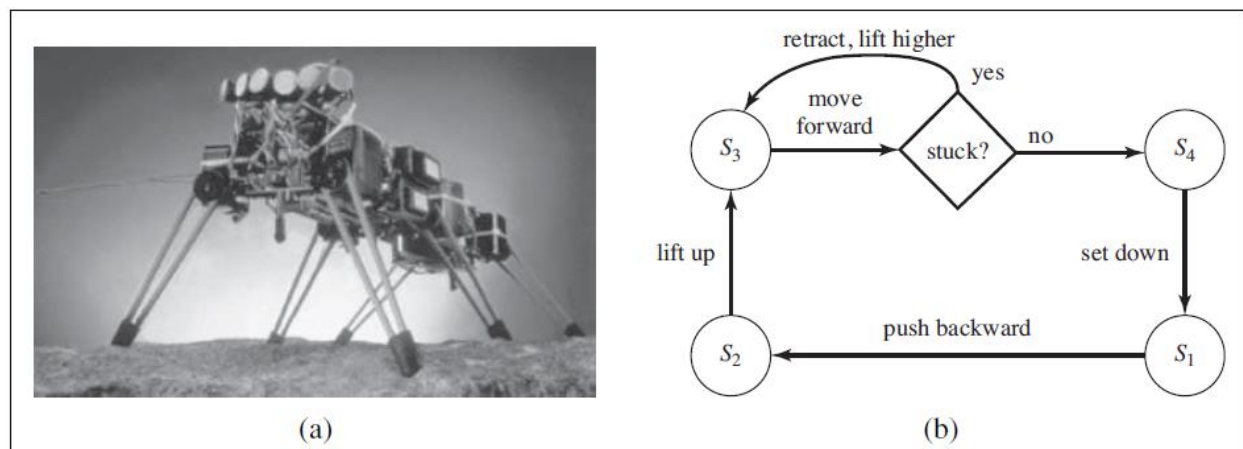 retract, lift higher
yes
move
forward
S3
stuck?
no
S4
lift up
set down
push backward
S2
S1
(a)
(b)